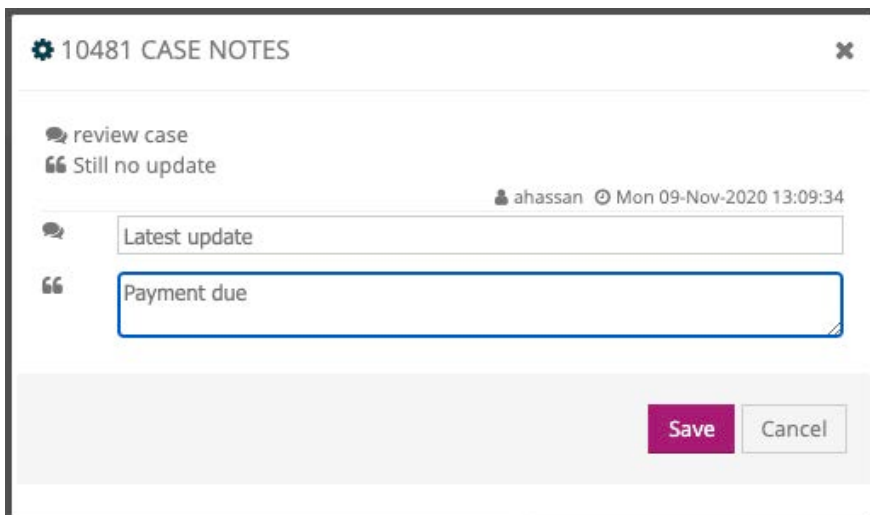 10481 CASE NOTES
review case
Still no update
ahassan Mon 09-Nov-2020 13:09:34
Latest update
Payment due
Save Cancel